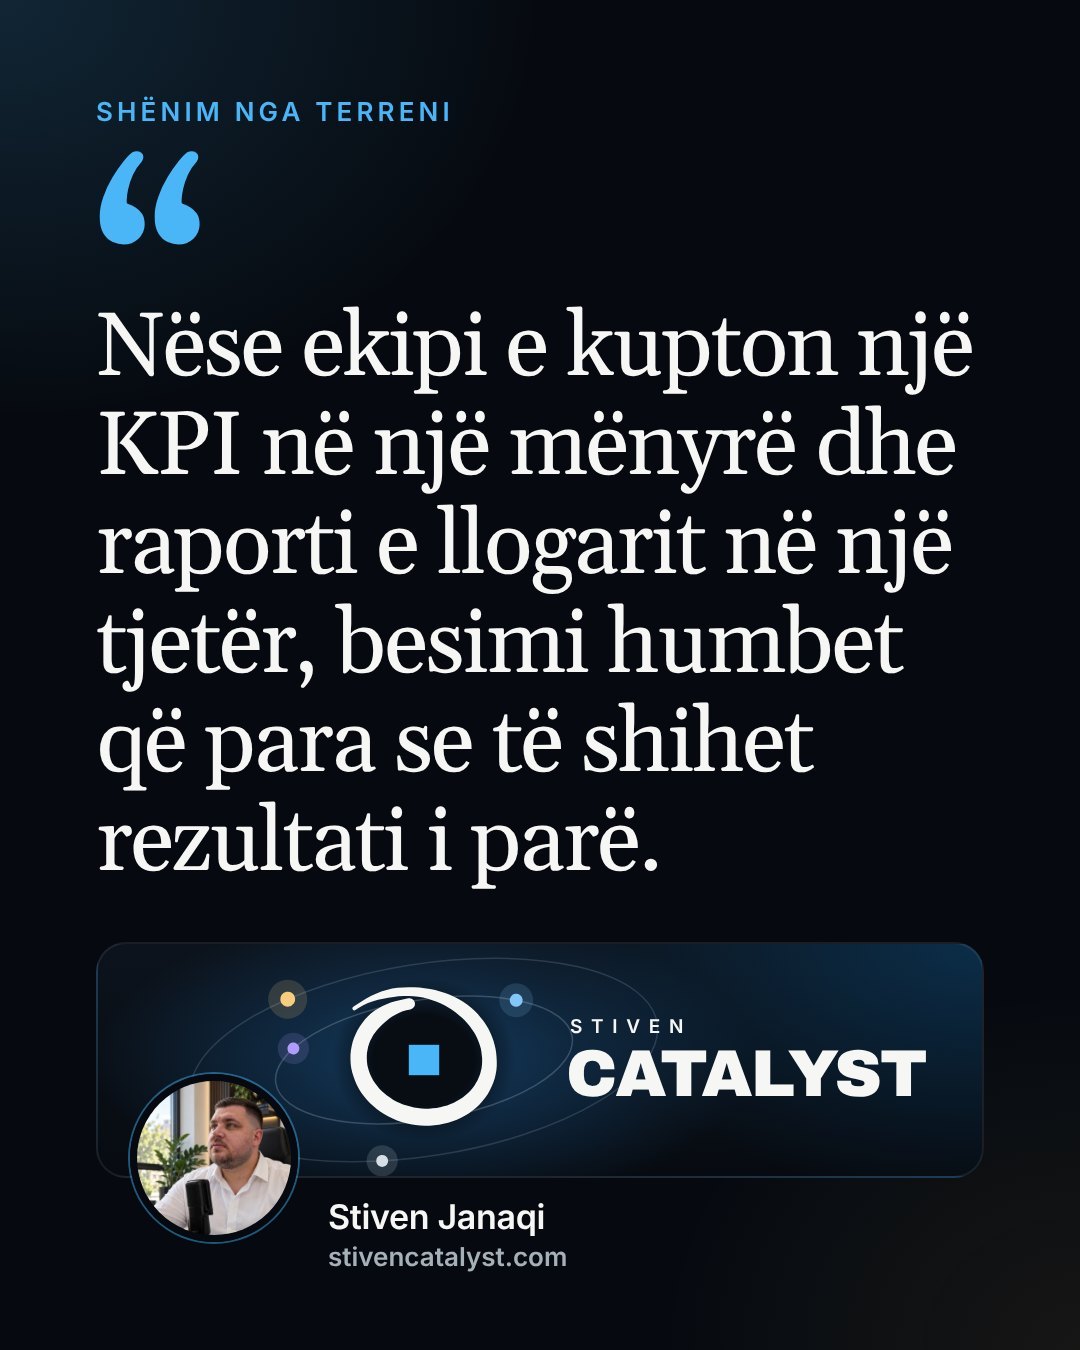 SHËNIM NGA TERRENI
“
Nëse ekipi e kupton një
KPI në një mënyrë dhe
raporti e llogarit në një
tjetër, besimi humbet
që para se të shihet
rezultati i parë.
STIVEN
CATALYST
Stiven Janaqi
stivencatalyst.com